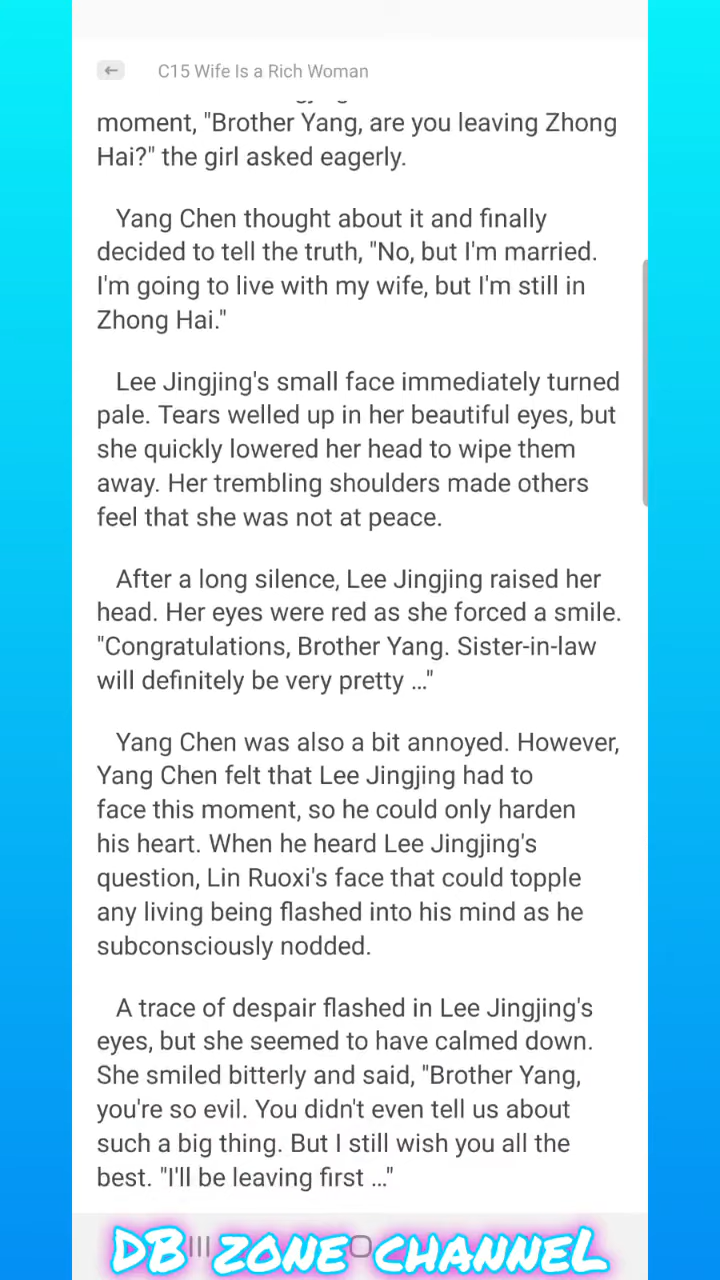 C15 Wife Is a Rich Woman
moment, "Brother Yang, are you leaving Zhong
Hai?" the girl asked eagerly.
Yang Chen thought about it and finally
decided to tell the truth, "No, but I'm married.
I'm going to live with my wife, but I'm still in
Zhong Hai."
Lee Jingjing's small face immediately turned
pale. Tears welled up in her beautiful eyes, but
she quickly lowered her head to wipe them
away. Her trembling shoulders made others
feel that she was not at peace.
After a long silence, Lee Jingjing raised her
head. Her eyes were red as she forced a smile.
"Congratulations, Brother Yang. Sister-in-law
will definitely be very pretty ..."
Yang Chen was also a bit annoyed. However,
Yang Chen felt that Lee Jingjing had to
face this moment, so he could only harden
his heart. When he heard Lee Jingjing's
question, Lin Ruoxi's face that could topple
any living being flashed into his mind as he
subconsciously nodded.
A trace of despair flashed in Lee Jingjing's
eyes, but she seemed to have calmed down.
She smiled bitterly and said, "Brother Yang,
you're so evil. You didn't even tell us about
such a big thing. But I still wish you all the
best. "I'll be leaving first ..."
DB ZONE CHANNEL